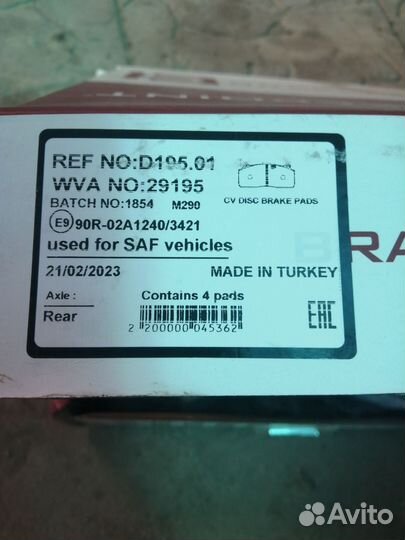 REF NO:D195.01
WVA NO:29195
BATCH NO:1854 M290
CV DISC BRAKE PADS
E9 90R-02A1240/3421
used for SAF vehicles
21/02/2023 MADE IN TURKEY
Axle : Contains 4 pads
Rear
2 200000 045362
EAC
BRA
Avito